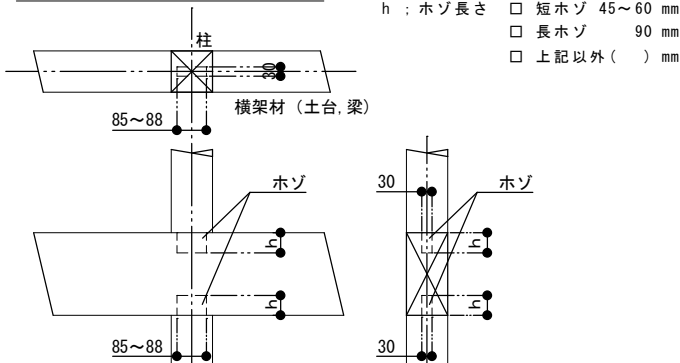 h ; ホゾ長さ □ 短ホゾ 45~60 mm
□ 長ホゾ 90 mm
□ 上記以外( ) mm
柱
30
横架材 (土台,梁)
85~88
ホゾ
30
ホゾ
h
h
h
h
85~88
30